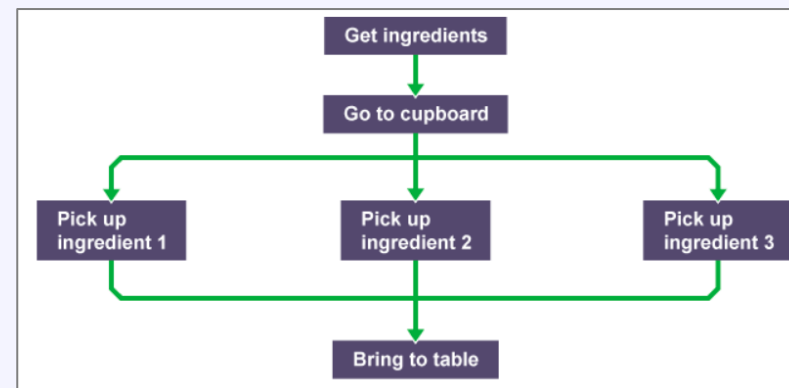 Get ingredients
Go to cupboard
Pick up
ingredient 1
Pick up
ingredient 2
Pick up
ingredient 3
Bring to table